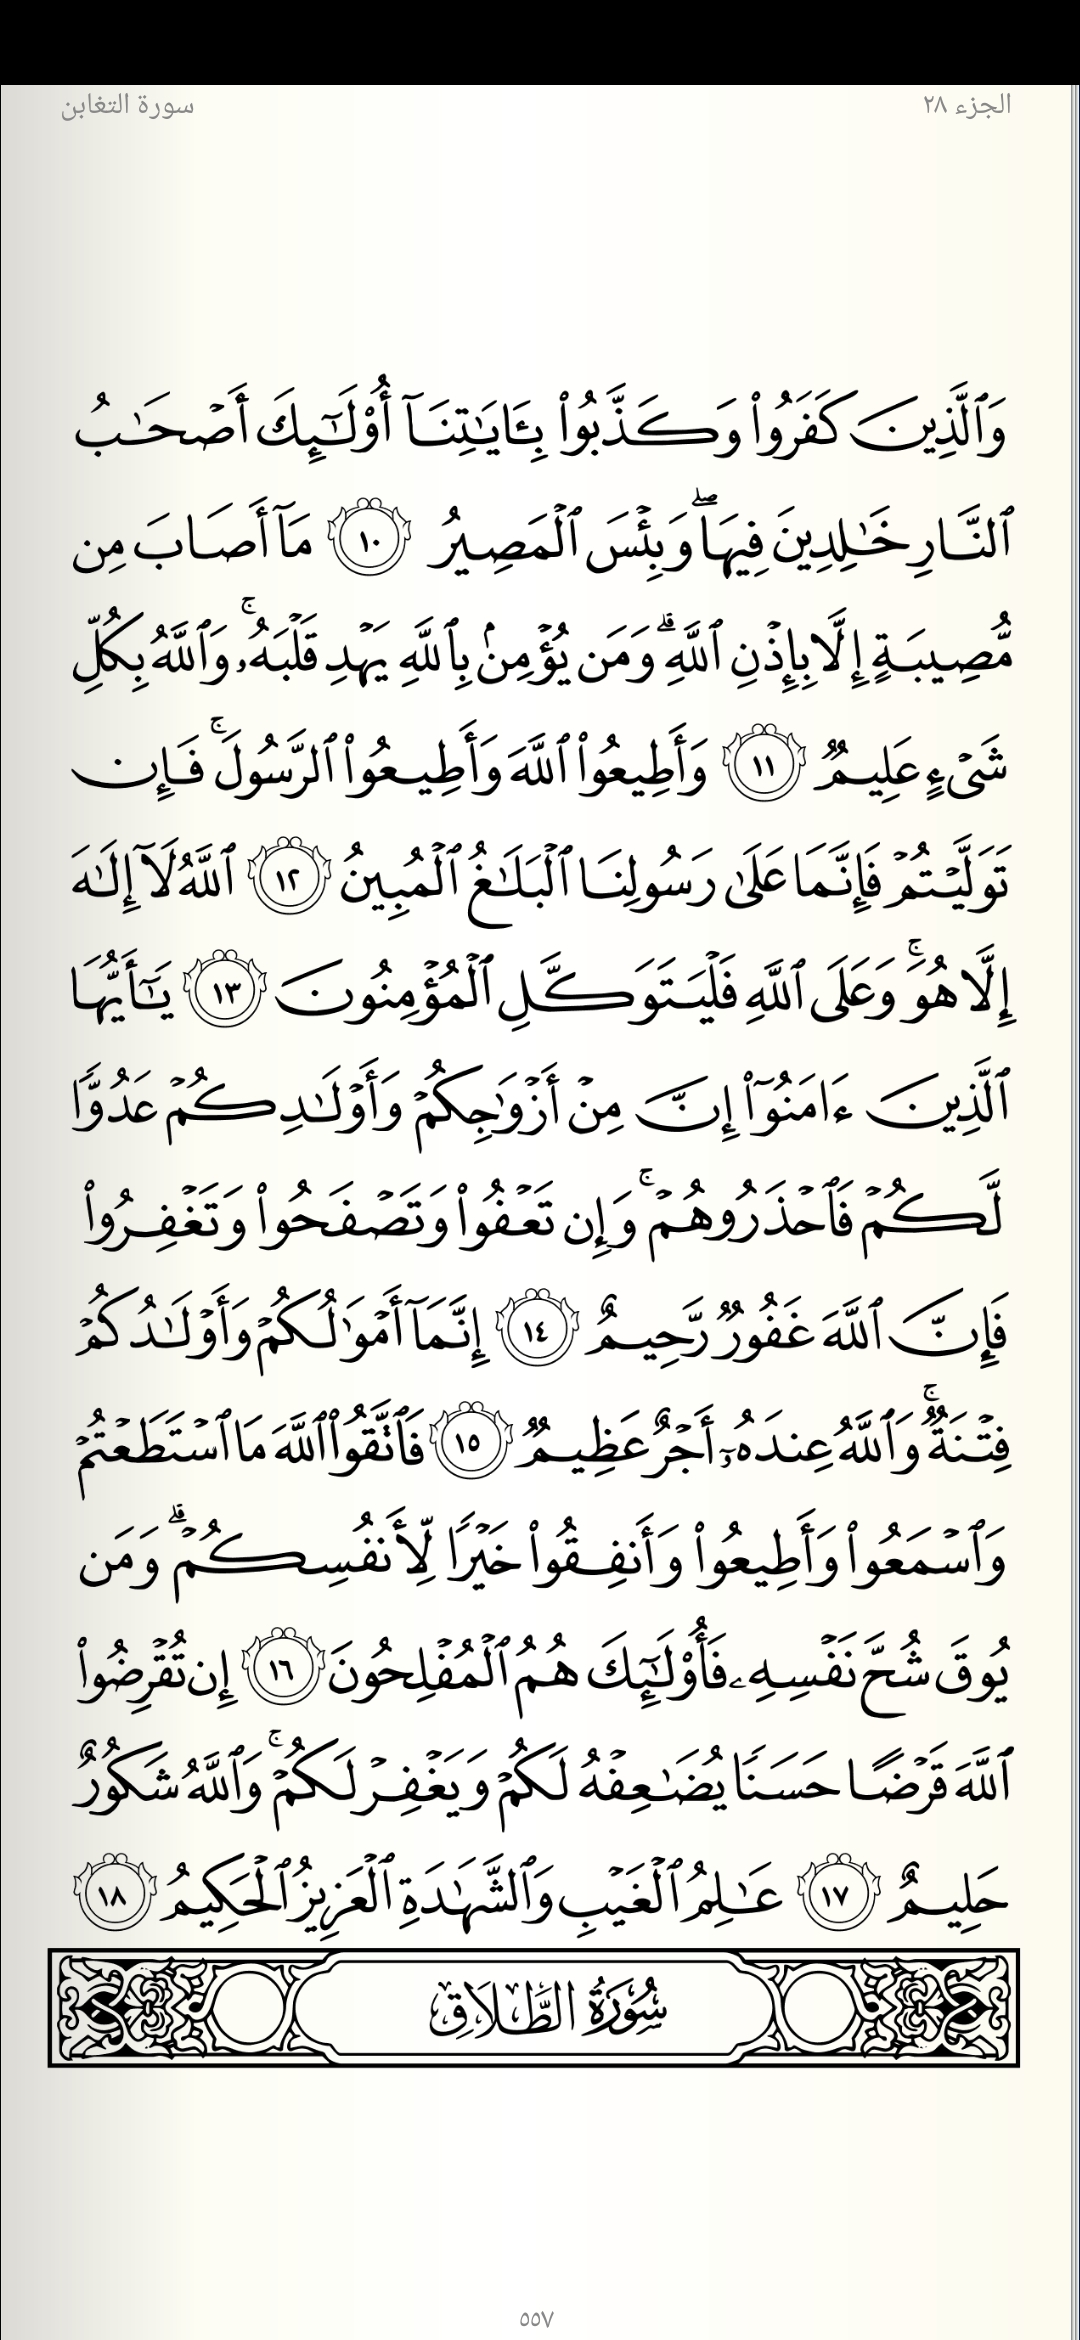 الجزء ٢٨
سورة التغابن
وَٱلَّذِينَ كَفَرُوا۟ وَكَذَّبُوا۟ بِـَٔايَـٰتِنَآ أُو۟لَـٰٓئِكَ أَصۡحَـٰبُ
ٱلنَّارِ خَـٰلِدِينَ فِيهَاۖ وَبِئۡسَ ٱلۡمَصِيرُ ١٠ مَآ أَصَابَ مِن
مُّصِيبَةٍ إِلَّا بِإِذۡنِ ٱللَّهِۗ وَمَن يُؤۡمِنۢ بِٱللَّهِ يَهۡدِ قَلۡبَهُۥۚ وَٱللَّهُ بِكُلِّ
شَىۡءٍ عَلِيمٌ ١١ وَأَطِيعُوا۟ ٱللَّهَ وَأَطِيعُوا۟ ٱلرَّسُولَۚ فَإِن
تَوَلَّيۡتُمۡ فَإِنَّمَا عَلَىٰ رَسُولِنَا ٱلۡبَلَـٰغُ ٱلۡمُبِينُ ١٢ ٱللَّهُ لَآ إِلَـٰهَ
إِلَّا هُوَۚ وَعَلَى ٱللَّهِ فَلۡيَتَوَكَّلِ ٱلۡمُؤۡمِنُونَ ١٣ يَـٰٓأَيُّهَا
ٱلَّذِينَ ءَامَنُوٓا۟ إِنَّ مِنۡ أَزۡوَٰجِكُمۡ وَأَوۡلَـٰدِكُمۡ عَدُوًّا
لَّكُمۡ فَٱحۡذَرُوهُمۡۚ وَإِن تَعۡفُوا۟ وَتَصۡفَحُوا۟ وَتَغۡفِرُوا۟
فَإِنَّ ٱللَّهَ غَفُورٌ رَّحِيمٌ ١٤ إِنَّمَآ أَمۡوَٰلُكُمۡ وَأَوۡلَـٰدُكُمۡ
فِتۡنَةٌۚ وَٱللَّهُ عِندَهُۥٓ أَجۡرٌ عَظِيمٌ ١٥ فَٱتَّقُوا۟ ٱللَّهَ مَا ٱسۡتَطَعۡتُمۡ
وَٱسۡمَعُوا۟ وَأَطِيعُوا۟ وَأَنفِقُوا۟ خَيۡرًا لِّأَنفُسِكُمۡۗ وَمَن
يُوقَ شُحَّ نَفۡسِهِۦ فَأُو۟لَـٰٓئِكَ هُمُ ٱلۡمُفۡلِحُونَ ١٦ إِن تُقۡرِضُوا۟
ٱللَّهَ قَرۡضًا حَسَنًا يُضَـٰعِفۡهُ لَكُمۡ وَيَغۡفِرۡ لَكُمۡۚ وَٱللَّهُ شَكُورٌ
حَلِيمٌ ١٧ عَـٰلِمُ ٱلۡغَيۡبِ وَٱلشَّهَـٰدَةِ ٱلۡعَزِيزُ ٱلۡحَكِيمُ ١٨
سُورَةُ الطَّلَاقِ
٥٥٧